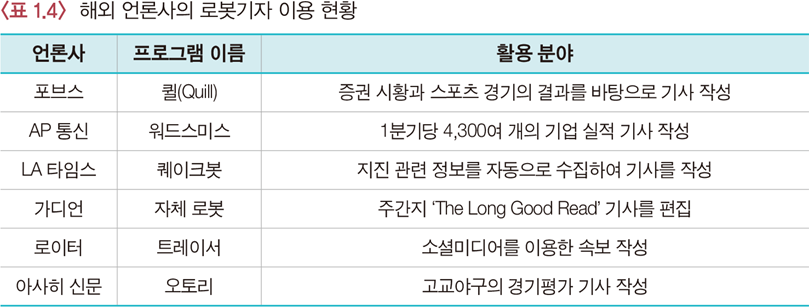 〈표 1.4〉 해외 언론사의 로봇기자 이용 현황
언론사 프로그램 이름 활용 분야
포브스 퀼(Quill) 증권 시황과 스포츠 경기의 결과를 바탕으로 기사 작성
AP 통신 워드스미스 1분기당 4,300여 개의 기업 실적 기사 작성
LA 타임스 퀘이크봇 지진 관련 정보를 자동으로 수집하여 기사를 작성
가디언 자체 로봇 주간지 ‘The Long Good Read’ 기사를 편집
로이터 트레이서 소셜미디어를 이용한 속보 작성
아사히 신문 오토리 고교야구의 경기평가 기사 작성